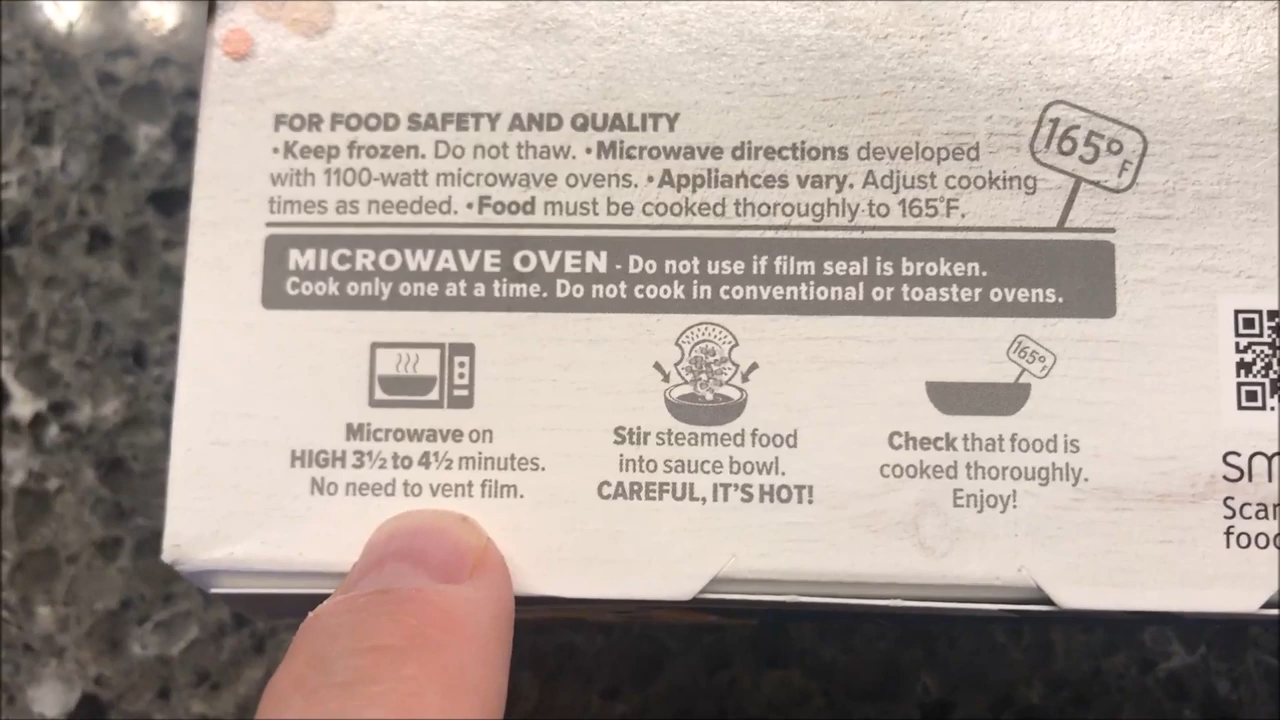 FOR FOOD SAFETY AND QUALITY
•Keep frozen. Do not thaw. •Microwave directions developed
with 1100-watt microwave ovens. •Appliances vary. Adjust cooking
times as needed. •Food must be cooked thoroughly to 165°F.
165°F
MICROWAVE OVEN - Do not use if film seal is broken.
Cook only one at a time. Do not cook in conventional or toaster ovens.
165°F
Microwave on
HIGH 3½ to 4½ minutes.
No need to vent film.
Stir steamed food
into sauce bowl.
CAREFUL, IT'S HOT!
Check that food is
cooked thoroughly.
Enjoy!